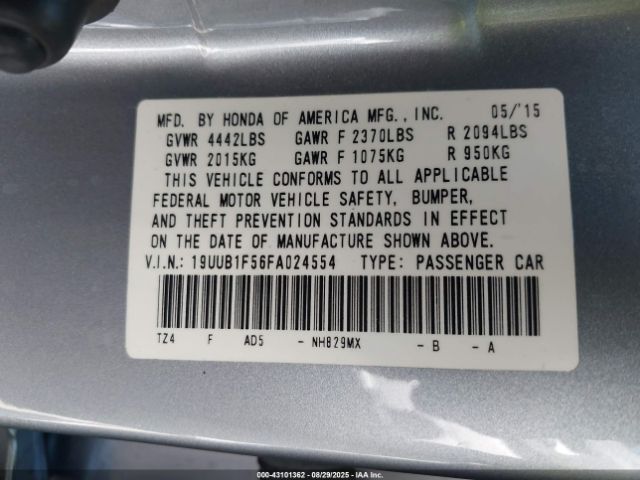 MFD. BY HONDA OF AMERICA MFG., INC. 05/'15
GVWR 4442LBS GAWR F 2370LBS R 2094LBS
GVWR 2015KG GAWR F 1075KG R 950KG
THIS VEHICLE CONFORMS TO ALL APPLICABLE
FEDERAL MOTOR VEHICLE SAFETY, BUMPER,
AND THEFT PREVENTION STANDARDS IN EFFECT
ON THE DATE OF MANUFACTURE SHOWN ABOVE.
V.I.N.: 19UUB1F56FA024554 TYPE: PASSENGER CAR
TZ4 F AD5 - NH829MX - B - A
000-43101362 - 08/29/2025 - IAA Inc.